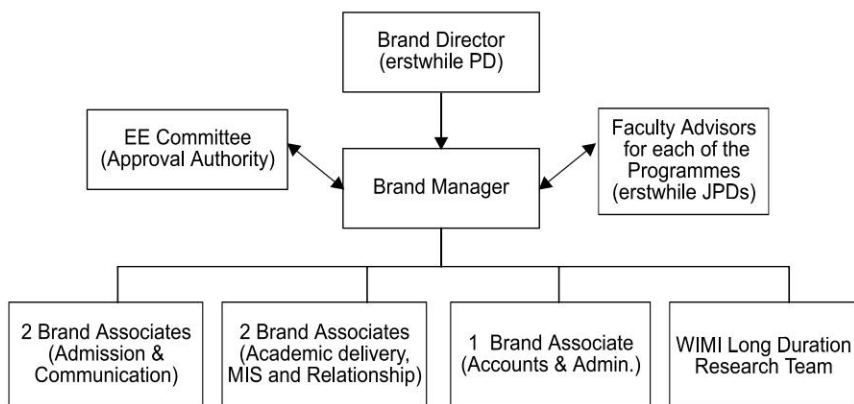 Brand Director
(erstwhile PD)
EE Committee
(Approval Authority)
Brand Manager
Faculty Advisors
for each of the
Programmes
(erstwhile JPDs)
2 Brand Associates
(Admission &
Communication)
2 Brand Associates
(Academic delivery,
MIS and Relationship)
1 Brand Associate
(Accounts & Admin.)
WIMI Long Duration
Research Team